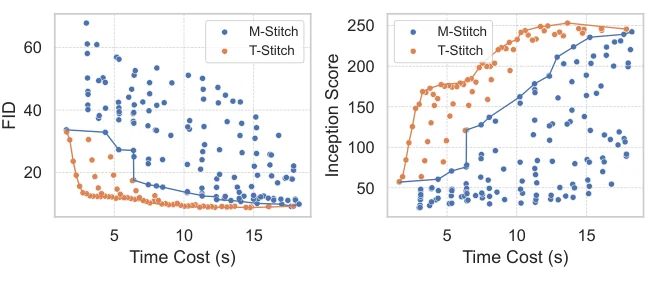 FID
60
40
20
5
10
15
Time Cost (s)
M-Stitch
T-Stitch
Inception Score
250
200
150
100
50
5
10
15
Time Cost (s)
M-Stitch
T-Stitch